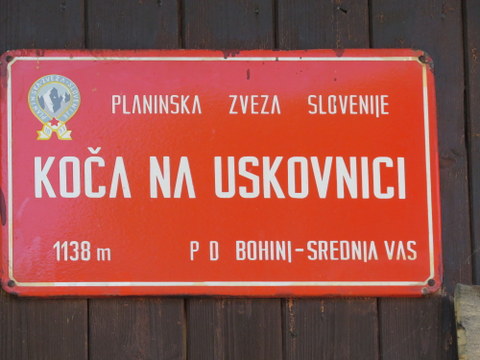 PLANINSKA ZVEZA SLOVENIJE
KOČA NA USKOVNICI
1138 m P D BOHINJ-SREDNJA VAS